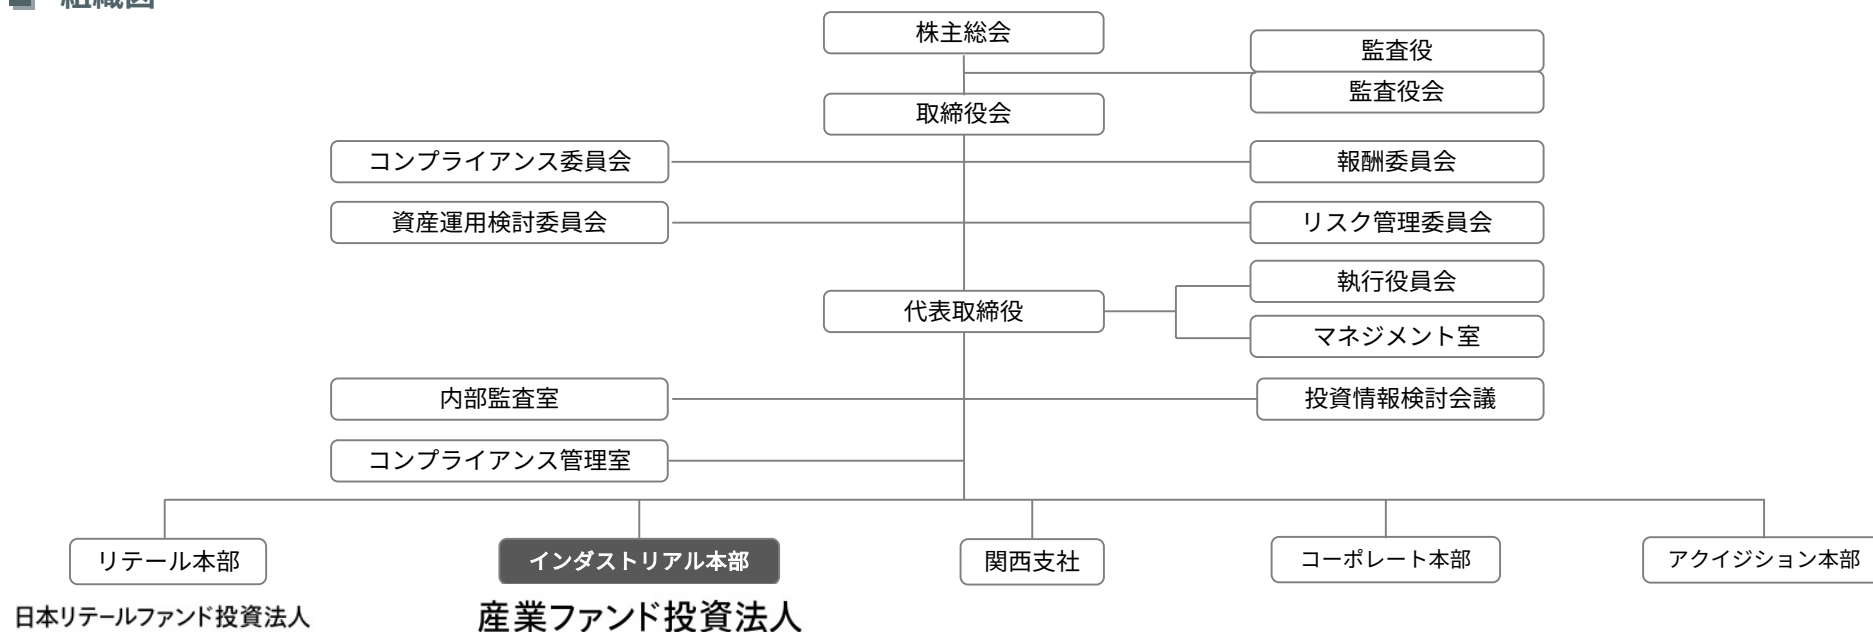 組織図
株主総会
監査役
監査役会
取締役会
コンプライアンス委員会
報酬委員会
資産運用検討委員会
リスク管理委員会
執行役員会
代表取締役
マネジメント室
内部監査室
投資情報検討会議
コンプライアンス管理室
リテール本部
インダストリアル本部
関西支社
コーポレート本部
アクイジション本部
日本リテールファンド投資法人
産業ファンド投資法人